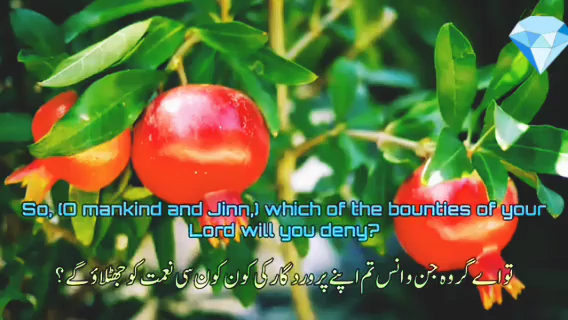 So, (O mankind and Jinn,) which of the bounties of your
Lord will you deny?
تو اے گروہ جن و انس تم اپنے پروردگار کی کون کون سی نعمت کو جھٹلاؤ گے ؟